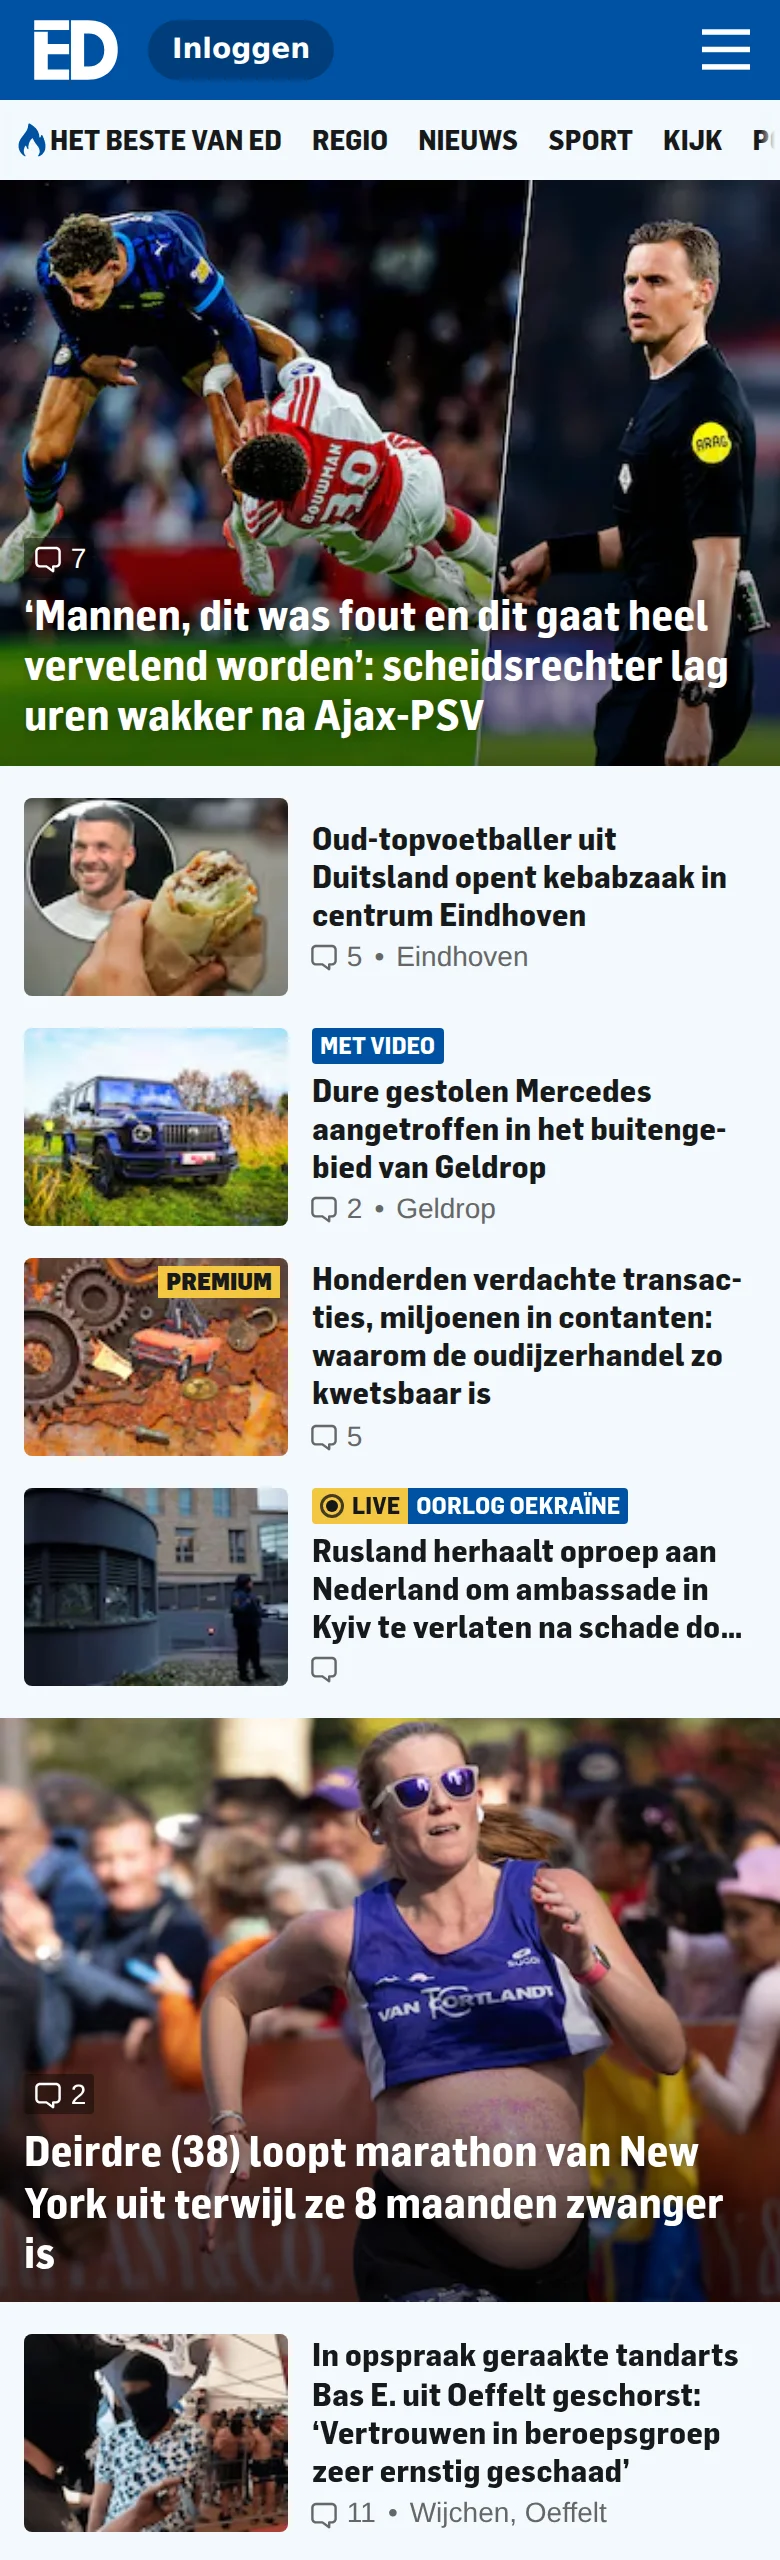 ED Inloggen
HET BESTE VAN ED REGIO NIEUWS SPORT KIJK
BOUWMAN
30
ARAG
7
‘Mannen, dit was fout en dit gaat heel
vervelend worden’: scheidsrechter lag
uren wakker na Ajax-PSV
Oud-topvoetballer uit
Duitsland opent kebabzaak in
centrum Eindhoven
5 • Eindhoven
MET VIDEO
Dure gestolen Mercedes
aangetroffen in het buitenge-
bied van Geldrop
2 • Geldrop
PREMIUM
Honderden verdachte transac-
ties, miljoenen in contanten:
waarom de oudijzerhandel zo
kwetsbaar is
5
LIVE OORLOG OEKRAÏNE
Rusland herhaalt oproep aan
Nederland om ambassade in
Kyiv te verlaten na schade do...
VAN CORTLANDT
2
Deirdre (38) loopt marathon van New
York uit terwijl ze 8 maanden zwanger
is
In opspraak geraakte tandarts
Bas E. uit Oeffelt geschorst:
‘Vertrouwen in beroepsgroep
zeer ernstig geschaad’
11 • Wijchen, Oeffelt